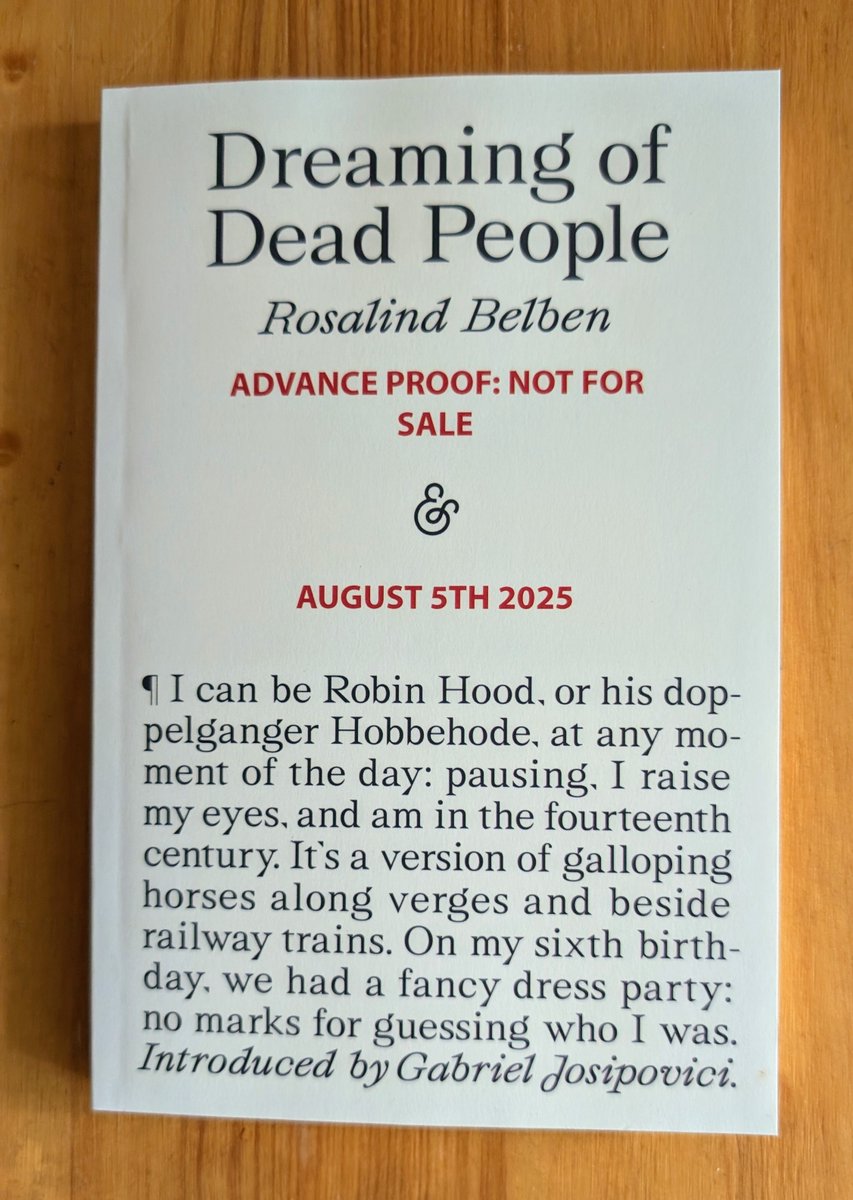 Dreaming of
Dead People
Rosalind Belben
ADVANCE PROOF: NOT FOR
SALE
&
AUGUST 5TH 2025
¶ I can be Robin Hood, or his dop-
pelganger Hobbehode, at any mo-
ment of the day: pausing, I raise
my eyes, and am in the fourteenth
century. It's a version of galloping
horses along verges and beside
railway trains. On my sixth birth-
day, we had a fancy dress party:
no marks for guessing who I was.
Introduced by Gabriel Josipovici.